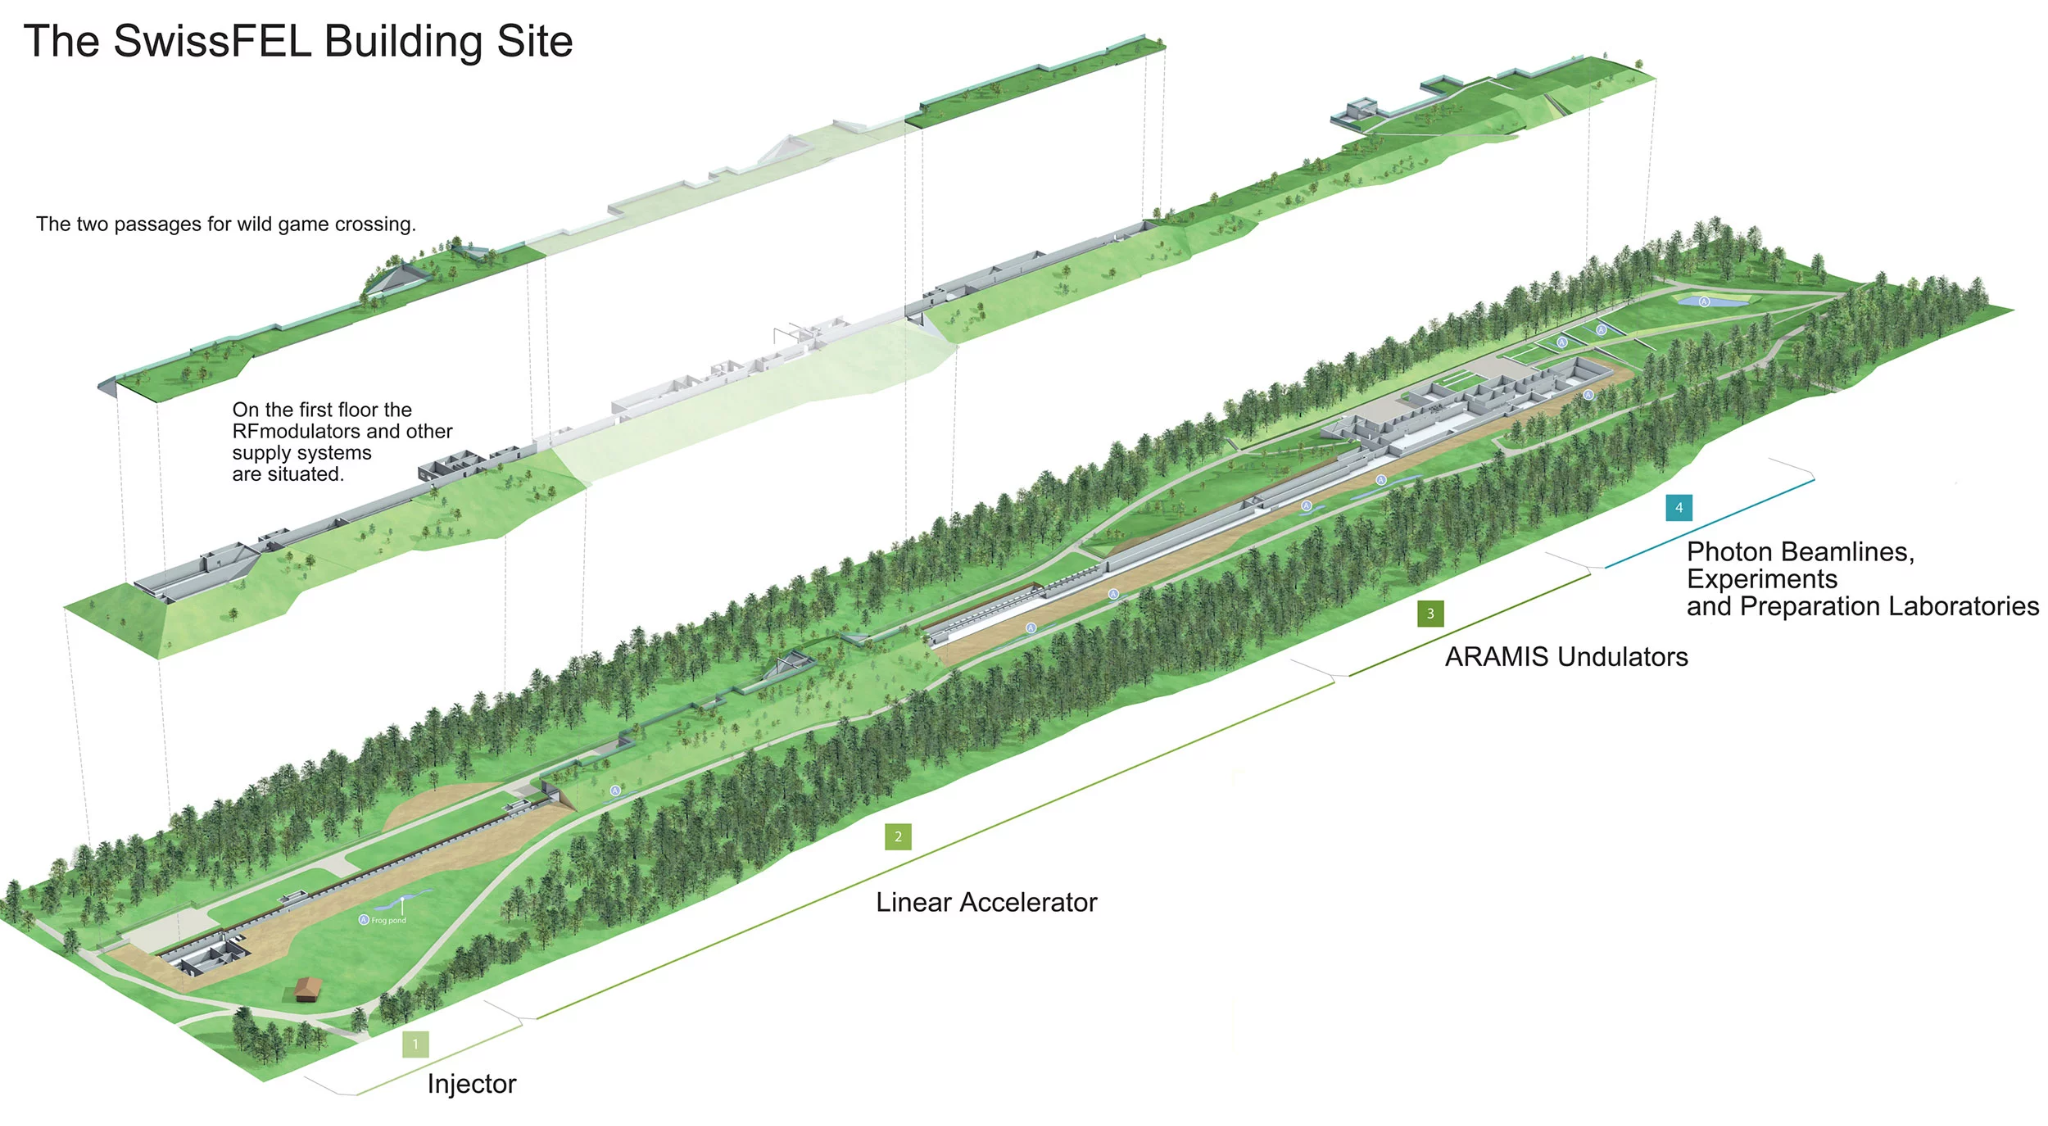 The SwissFEL Building Site
The two passages for wild game crossing.
On the first floor the
RFmodulators and other
supply systems
are situated.
A
A
A
A
A
A
A
A
A
A Frog pond
4
Photon Beamlines,
Experiments
and Preparation Laboratories
3
ARAMIS Undulators
2
Linear Accelerator
1
Injector